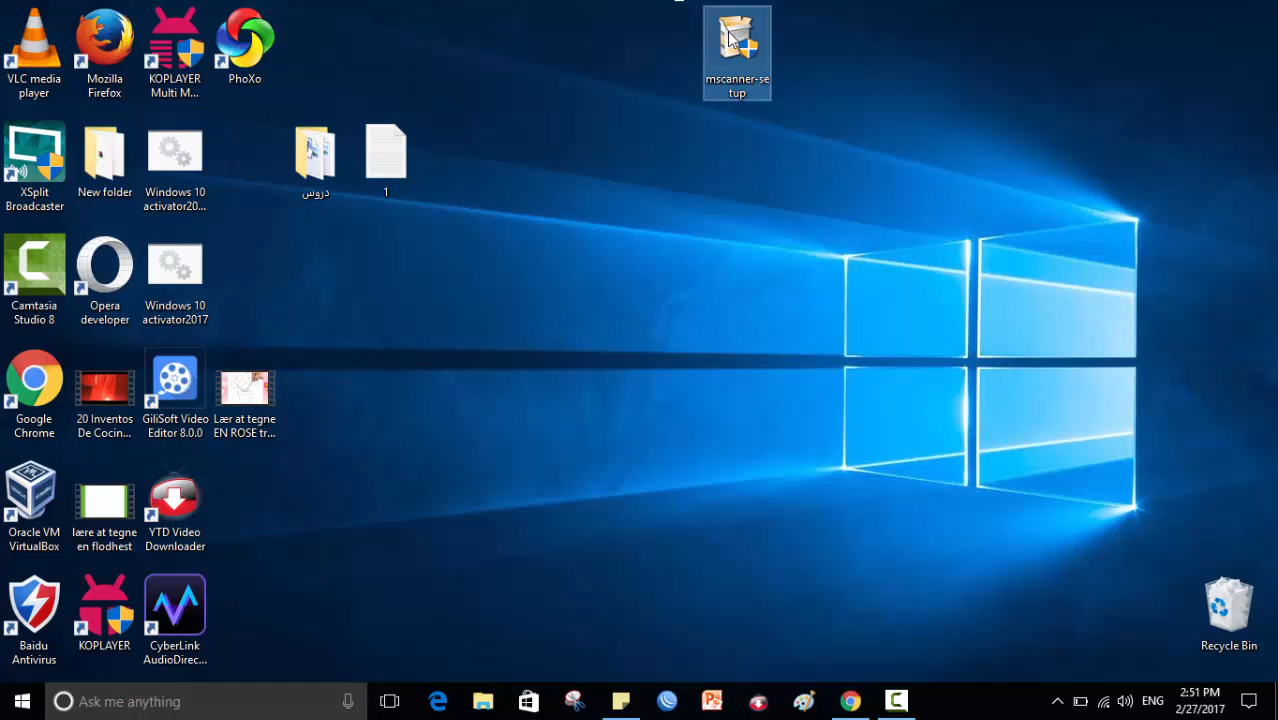 VLC media
player
Mozilla
Firefox
KOPLAYER
Multi M...
PhoXo
mscanner-se
tup
XSplit
Broadcaster
New folder
Windows 10
activator20...
دروس
1
Camtasia
Studio 8
Opera
developer
Windows 10
activator2017
Google
Chrome
20 Inventos
De Cocin...
GiliSoft Video
Editor 8.0.0
Lær at tegne
EN ROSE tr...
Oracle VM
VirtualBox
lære at tegne
en flodhest
YTD Video
Downloader
Baidu
Antivirus
KOPLAYER
CyberLink
AudioDirec...
Recycle Bin
Ask me anything
ENG
2:51 PM
2/27/2017